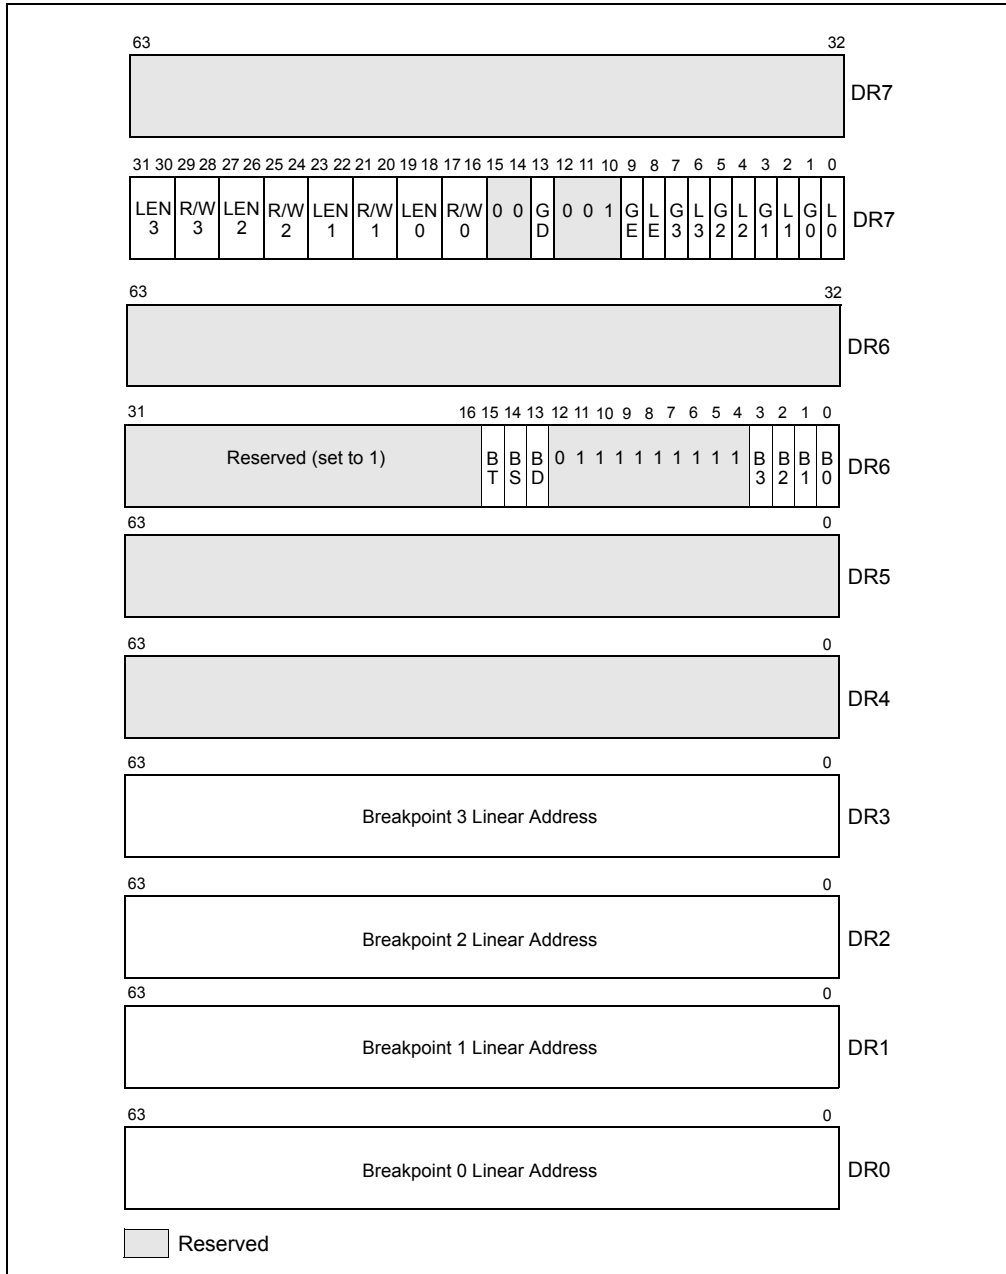 63 32
DR7
31 30 29 28 27 26 25 24 23 22 21 20 19 18 17 16 15 14 13 12 11 10 9 8 7 6 5 4 3 2 1 0
LEN 3 R/W 3 LEN 2 R/W 2 LEN 1 R/W 1 LEN 0 R/W 0 0 0 G D 0 0 1 G E L E G 3 L 3 G 2 L 2 G 1 L 1 G 0 L 0
DR7
63 32
DR6
31 16 15 14 13 12 11 10 9 8 7 6 5 4 3 2 1 0
Reserved (set to 1) B T B S B D 0 1 1 1 1 1 1 1 1 B 3 B 2 B 1 B 0
DR6
63 0
DR5
63 0
DR4
63 0
Breakpoint 3 Linear Address
DR3
63 0
Breakpoint 2 Linear Address
DR2
63 0
Breakpoint 1 Linear Address
DR1
63 0
Breakpoint 0 Linear Address
DR0
Reserved